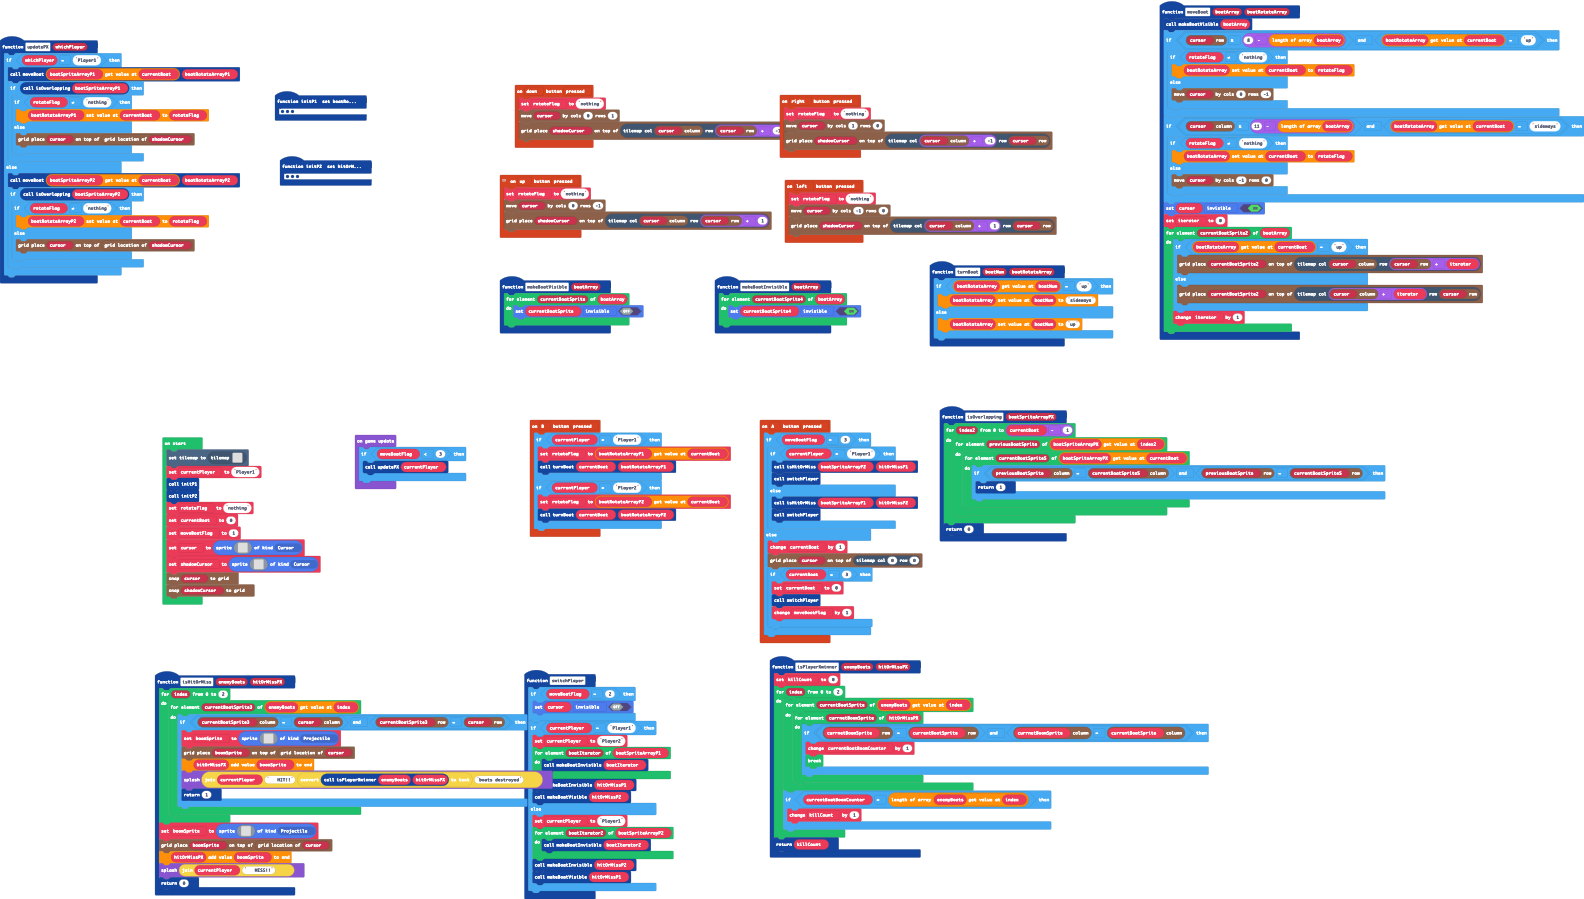 function updatePX whichPlayer
if whichPlayer = Player1 then
call moveBoat boatSpriteArrayP1 get value at currentBoat boatRotateArrayP1
if call isOverlapping boatSpriteArrayP1 then
if rotateFlag ≠ nothing then
boatRotateArrayP1 set value at currentBoat to rotateFlag
else
grid place cursor on top of grid location of shadowCursor
else
call moveBoat boatSpriteArrayP2 get value at currentBoat boatRotateArrayP2
if call isOverlapping boatSpriteArrayP2 then
if rotateFlag = nothing then
boatRotateArrayP2 set value at currentBoat to rotateFlag
else
grid place cursor on top of grid location of shadowCursor
function initP1 set boatRo...
function initP2 set hitOrMi...
on down button pressed
set rotateFlag to nothing
move cursor by cols 0 rows 1
grid place shadowCursor on top of tilemap col cursor column row cursor row +
on right button pressed
set rotateFlag to nothing
move cursor by cols 1 rows 0
grid place shadowCursor on top of tilemap col cursor column + -1 row cursor row
on up button pressed
set rotateFlag to nothing
move cursor by cols 0 rows -1
grid place shadowCursor on top of tilemap col cursor column row cursor row + 1
on left button pressed
set rotateFlag to nothing
move cursor by cols -1 rows 0
grid place shadowCursor on top of tilemap col cursor column + 1 row cursor row
function makeBoatVisible boatArray
for element currentBoatSprite of boatArray
do set currentBoatSprite invisible OFF
function makeBoatInvisible boatArray
for element currentBoatSprite4 of boatArray
do set currentBoatSprite4 invisible ON
function turnBoat boatNum boatRotateArray
if boatRotateArray get value at boatNum = up then
boatRotateArray set value at boatNum to sideways
else
boatRotateArray set value at boatNum to up
function moveBoat boatArray boatRotateArray
call makeBoatVisible boatArray
if cursor row ≥ 8 - length of array boatArray and boatRotateArray get value at currentBoat = up then
if rotateFlag ≠ nothing then
boatRotateArray set value at currentBoat to rotateFlag
else
move cursor by cols 0 rows -1
if cursor column ≥ 11 - length of array boatArray and boatRotateArray get value at currentBoat = sideways then
if rotateFlag = nothing then
boatRotateArray set value at currentBoat to rotateFlag
else
move cursor by cols -1 rows 0
set cursor invisible ON
set iterator to 0
for element currentBoatSprite2 of boatArray
do if boatRotateArray get value at currentBoat = up then
grid place currentBoatSprite2 on top of tilemap col cursor column row cursor row + iterator
else
grid place currentBoatSprite2 on top of tilemap col cursor column + iterator row cursor row
change iterator by 1
on start
set tilemap to tilemap
set currentPlayer to Player1
call initP1
call initP2
set rotateFlag to nothing
set currentBoat to 0
set moveBoatFlag to 1
set cursor to sprite of kind Cursor
set shadowCursor to sprite of kind Cursor
snap cursor to grid
snap shadowCursor to grid
on game update
if moveBoatFlag < 3 then
call updatePX currentPlayer
on B button pressed
if currentPlayer = Player1 then
set rotateFlag to boatRotateArrayP1 get value at currentBoat
call turnBoat currentBoat boatRotateArrayP1
if currentPlayer = Player2 then
set rotateFlag to boatRotateArrayP2 get value at currentBoat
call turnBoat currentBoat boatRotateArrayP2
on A button pressed
if moveBoatFlag = 3 then
if currentPlayer = Player1 then
call isHitOrMiss boatSpriteArrayP2 hitOrMissP1
call switchPlayer
else
call isHitOrMiss boatSpriteArrayP1 hitOrMissP2
call switchPlayer
else
change currentBoat by 1
grid place cursor on top of tilemap col 0 row 0
if currentBoat = 3 then
set currentBoat to 0
call switchPlayer
change moveBoatFlag by 1
function isOverlapping boatSpriteArrayPX
for index2 from 0 to currentBoat - 1
do for element previousBoatSprite of boatSpriteArrayPX get value at index2
do for element currentBoatSprite5 of boatSpriteArrayPX get value at currentBoat
do if previousBoatSprite column = currentBoatSprite5 column and previousBoatSprite row = currentBoatSprite5 row then
return 1
return 0
function isHitOrMiss enemyBoats hitOrMissPX
for index from 0 to 2
do for element currentBoatSprite3 of enemyBoats get value at index
do if currentBoatSprite3 column = cursor column and currentBoatSprite3 row = cursor row then
set boomSprite to sprite of kind Projectile
grid place boomSprite on top of grid location of cursor
hitOrMissPX add value boomSprite to end
splash join currentPlayer HIT!! convert call isPlayerXwinner enemyBoats hitOrMissPX to text boats destroyed
return 1
set boomSprite to sprite of kind Projectile
grid place boomSprite on top of grid location of cursor
hitOrMissPX add value boomSprite to end
splash join currentPlayer MISS!!
return 0
function switchPlayer
if moveBoatFlag = 2 then
set cursor invisible OFF
if currentPlayer = Player1 then
set currentPlayer to Player2
for element boatIterator of boatSpriteArrayP1
do call makeBoatInvisible boatIterator
keBoatInvisible hitOrMissP1
call makeBoatVisible hitOrMissP2
else
set currentPlayer to Player1
for element boatIterator2 of boatSpriteArrayP2
do call makeBoatInvisible boatIterator2
call makeBoatInvisible hitOrMissP2
call makeBoatVisible hitOrMissP1
function isPlayerXwinner enemyBoats hitOrMissPX
set killCount to 0
for index from 0 to 2
do for element currentBoatSprite of enemyBoats get value at index
do for element currentBoomSprite of hitOrMissPX
do if currentBoomSprite row = currentBoatSprite row and currentBoomSprite column = currentBoatSprite column then
change currentBoatBoomCounter by 1
break
if currentBoatBoomCounter = length of array enemyBoats get value at index then
change killCount by 1
return killCount